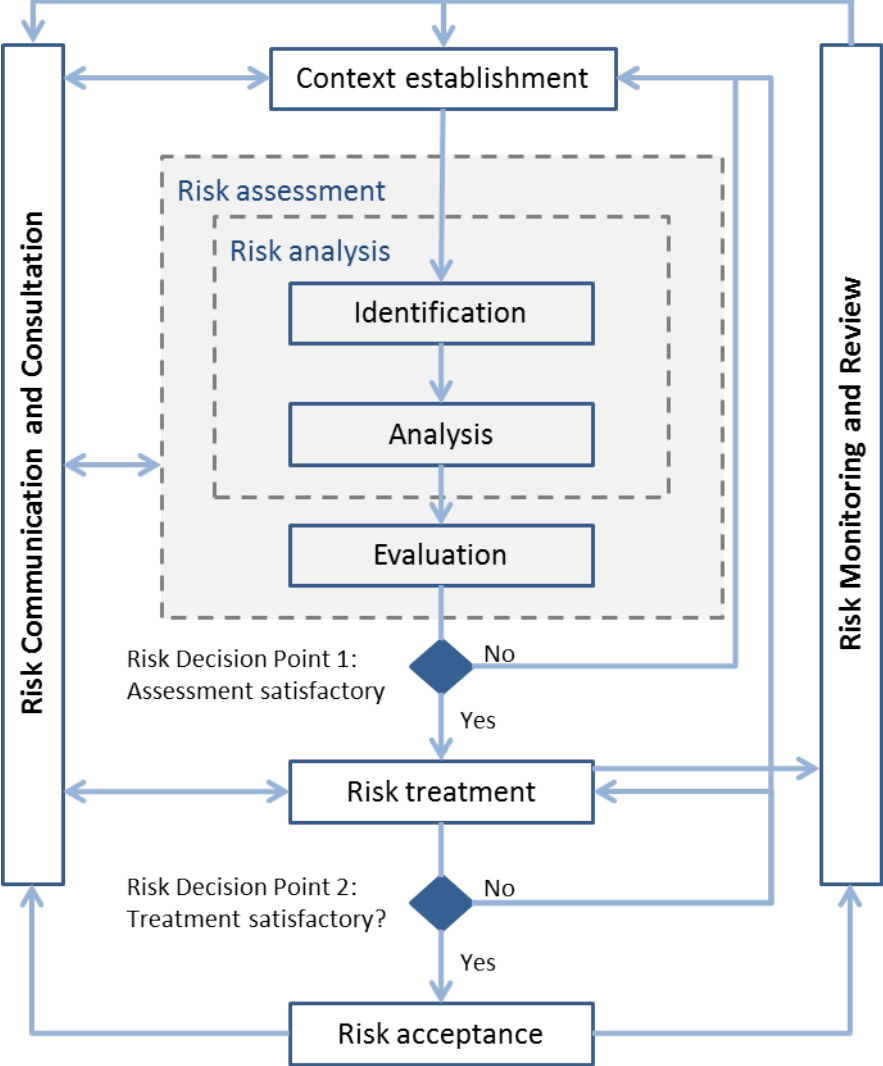 Context establishment
Risk assessment
Risk analysis
Identification
Analysis
Evaluation
Risk Decision Point 1:
Assessment satisfactory
No
Yes
Risk treatment
Risk Decision Point 2:
Treatment satisfactory?
No
Yes
Risk acceptance
Risk Communication and Consultation
Risk Monitoring and Review